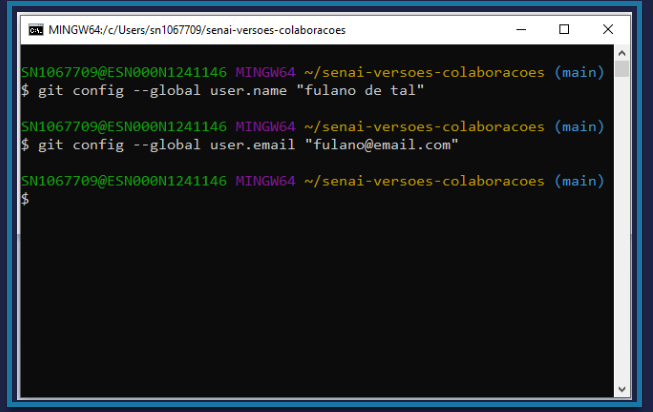 MINGW64:/c/Users/sn1067709/senai-versoes-colaboracoes
SN1067709@ESN000N1241146 MINGW64 ~/senai-versoes-colaboracoes (main)
$ git config --global user.name "fulano de tal"
SN1067709@ESN000N1241146 MINGW64 ~/senai-versoes-colaboracoes (main)
$ git config --global user.email "fulano@email.com"
SN1067709@ESN000N1241146 MINGW64 ~/senai-versoes-colaboracoes (main)
$